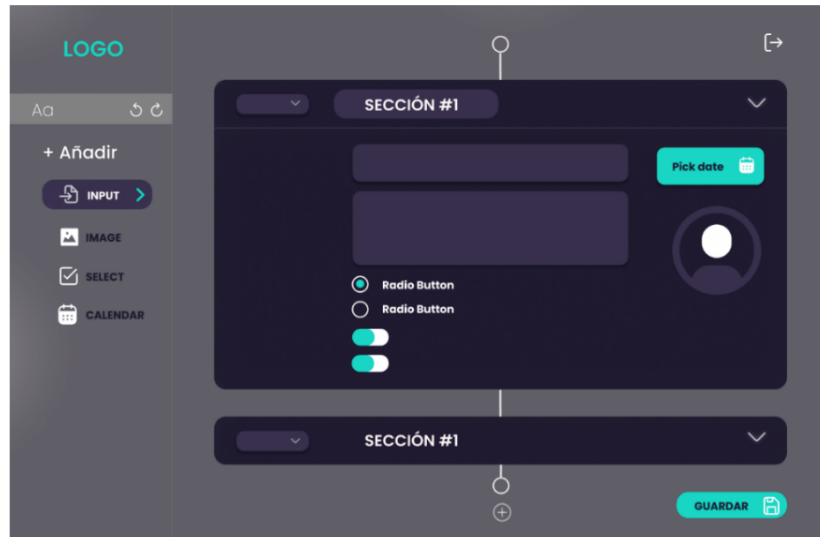 LOGO
Aa
+ Añadir
INPUT
IMAGE
SELECT
CALENDAR
SECCIÓN #1
Pick date
Radio Button
Radio Button
SECCIÓN #1
GUARDAR